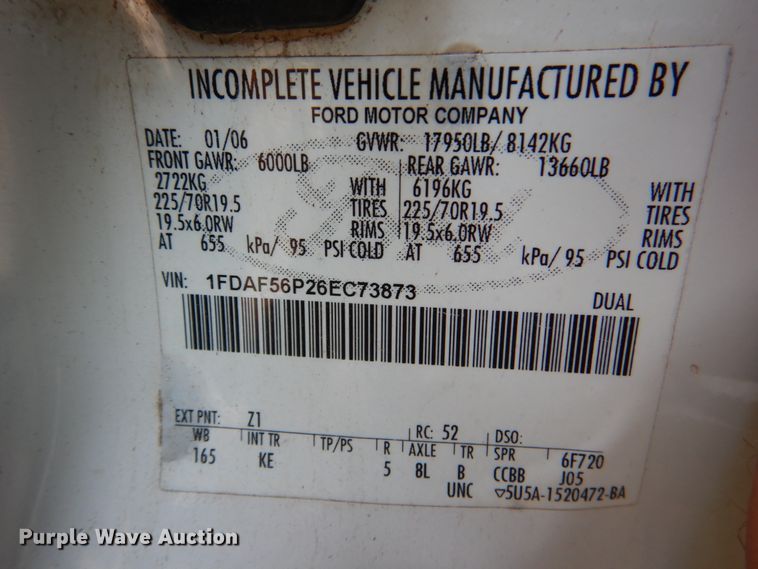 INCOMPLETE VEHICLE MANUFACTURED BY
FORD MOTOR COMPANY
DATE: 01/06 GVWR: 17950LB/ 8142KG
FRONT GAWR: 6000LB REAR GAWR: 13660LB
2722KG WITH 6196KG WITH
225/70R19.5 TIRES 225/70R19.5 TIRES
19.5x6.0RW RIMS 19.5x6.0RW RIMS
AT 655 kPa/ 95 PSI COLD AT 655 kPa/ 95 PSI COLD
VIN: 1FDAF56P26EC73873 DUAL
EXT PNT: Z1 RC: 52 DSO:
WB INT TR TP/PS R AXLE TR SPR 6F720
165 KE 5 8L B CCBB J05
UNC 5U5A-1520472-BA
Purple Wave Auction
Purple Wave Auction